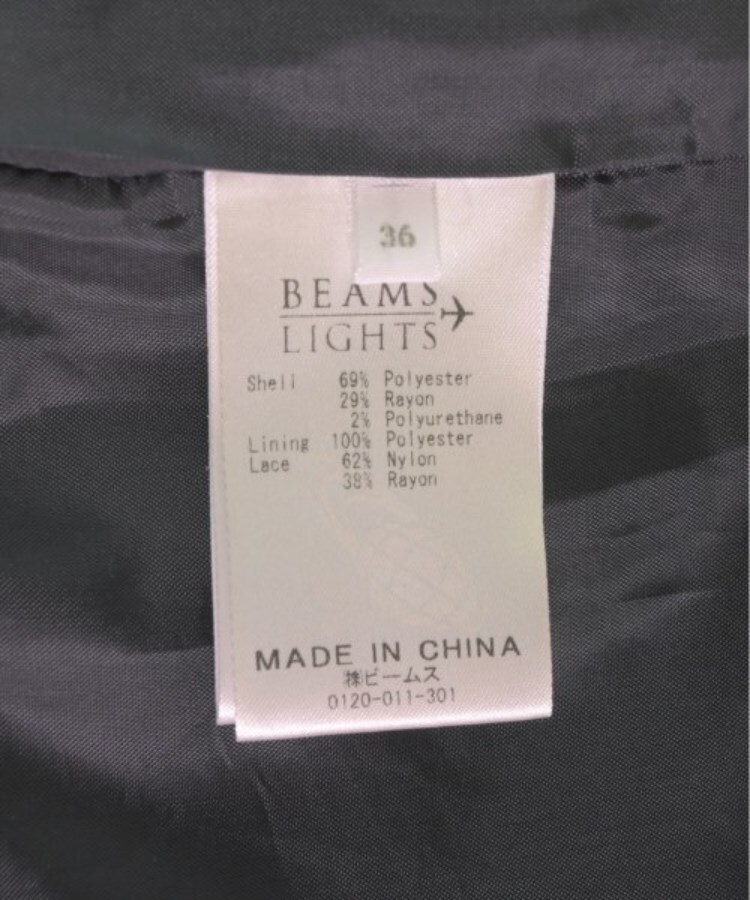 36
BEAMS
LIGHTS
Shell 69% Polyester
29% Rayon
2% Polyurethane
Lining 100% Polyester
Lace 62% Nylon
38% Rayon
MADE IN CHINA
㈱ビームス
0120-011-301